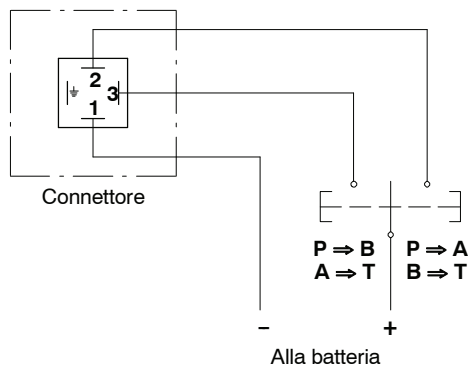 2
3
1
Connettore
P ⇒ B P ⇒ A
A ⇒ T B ⇒ T
– +
Alla batteria